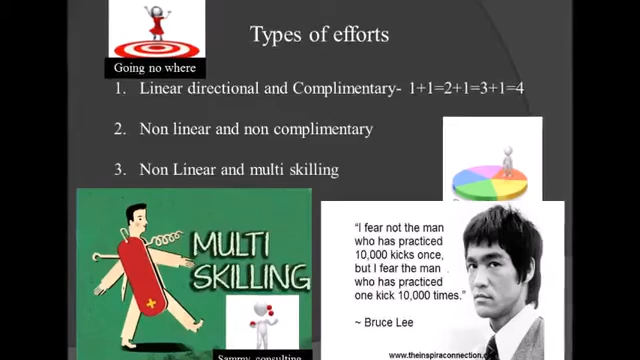 Types of efforts
Going no where
1. Linear directional and Complimentary- 1+1=2+1=3+1=4
2. Non linear and non complimentary
3. Non Linear and multi skilling
MULTI
SKILLING
"I fear not the man
who has practiced
10,000 kicks once,
but I fear the man
who has practiced
one kick 10,000 times."
~ Bruce Lee
Sammy consulting
www.theinspiraconnection.c